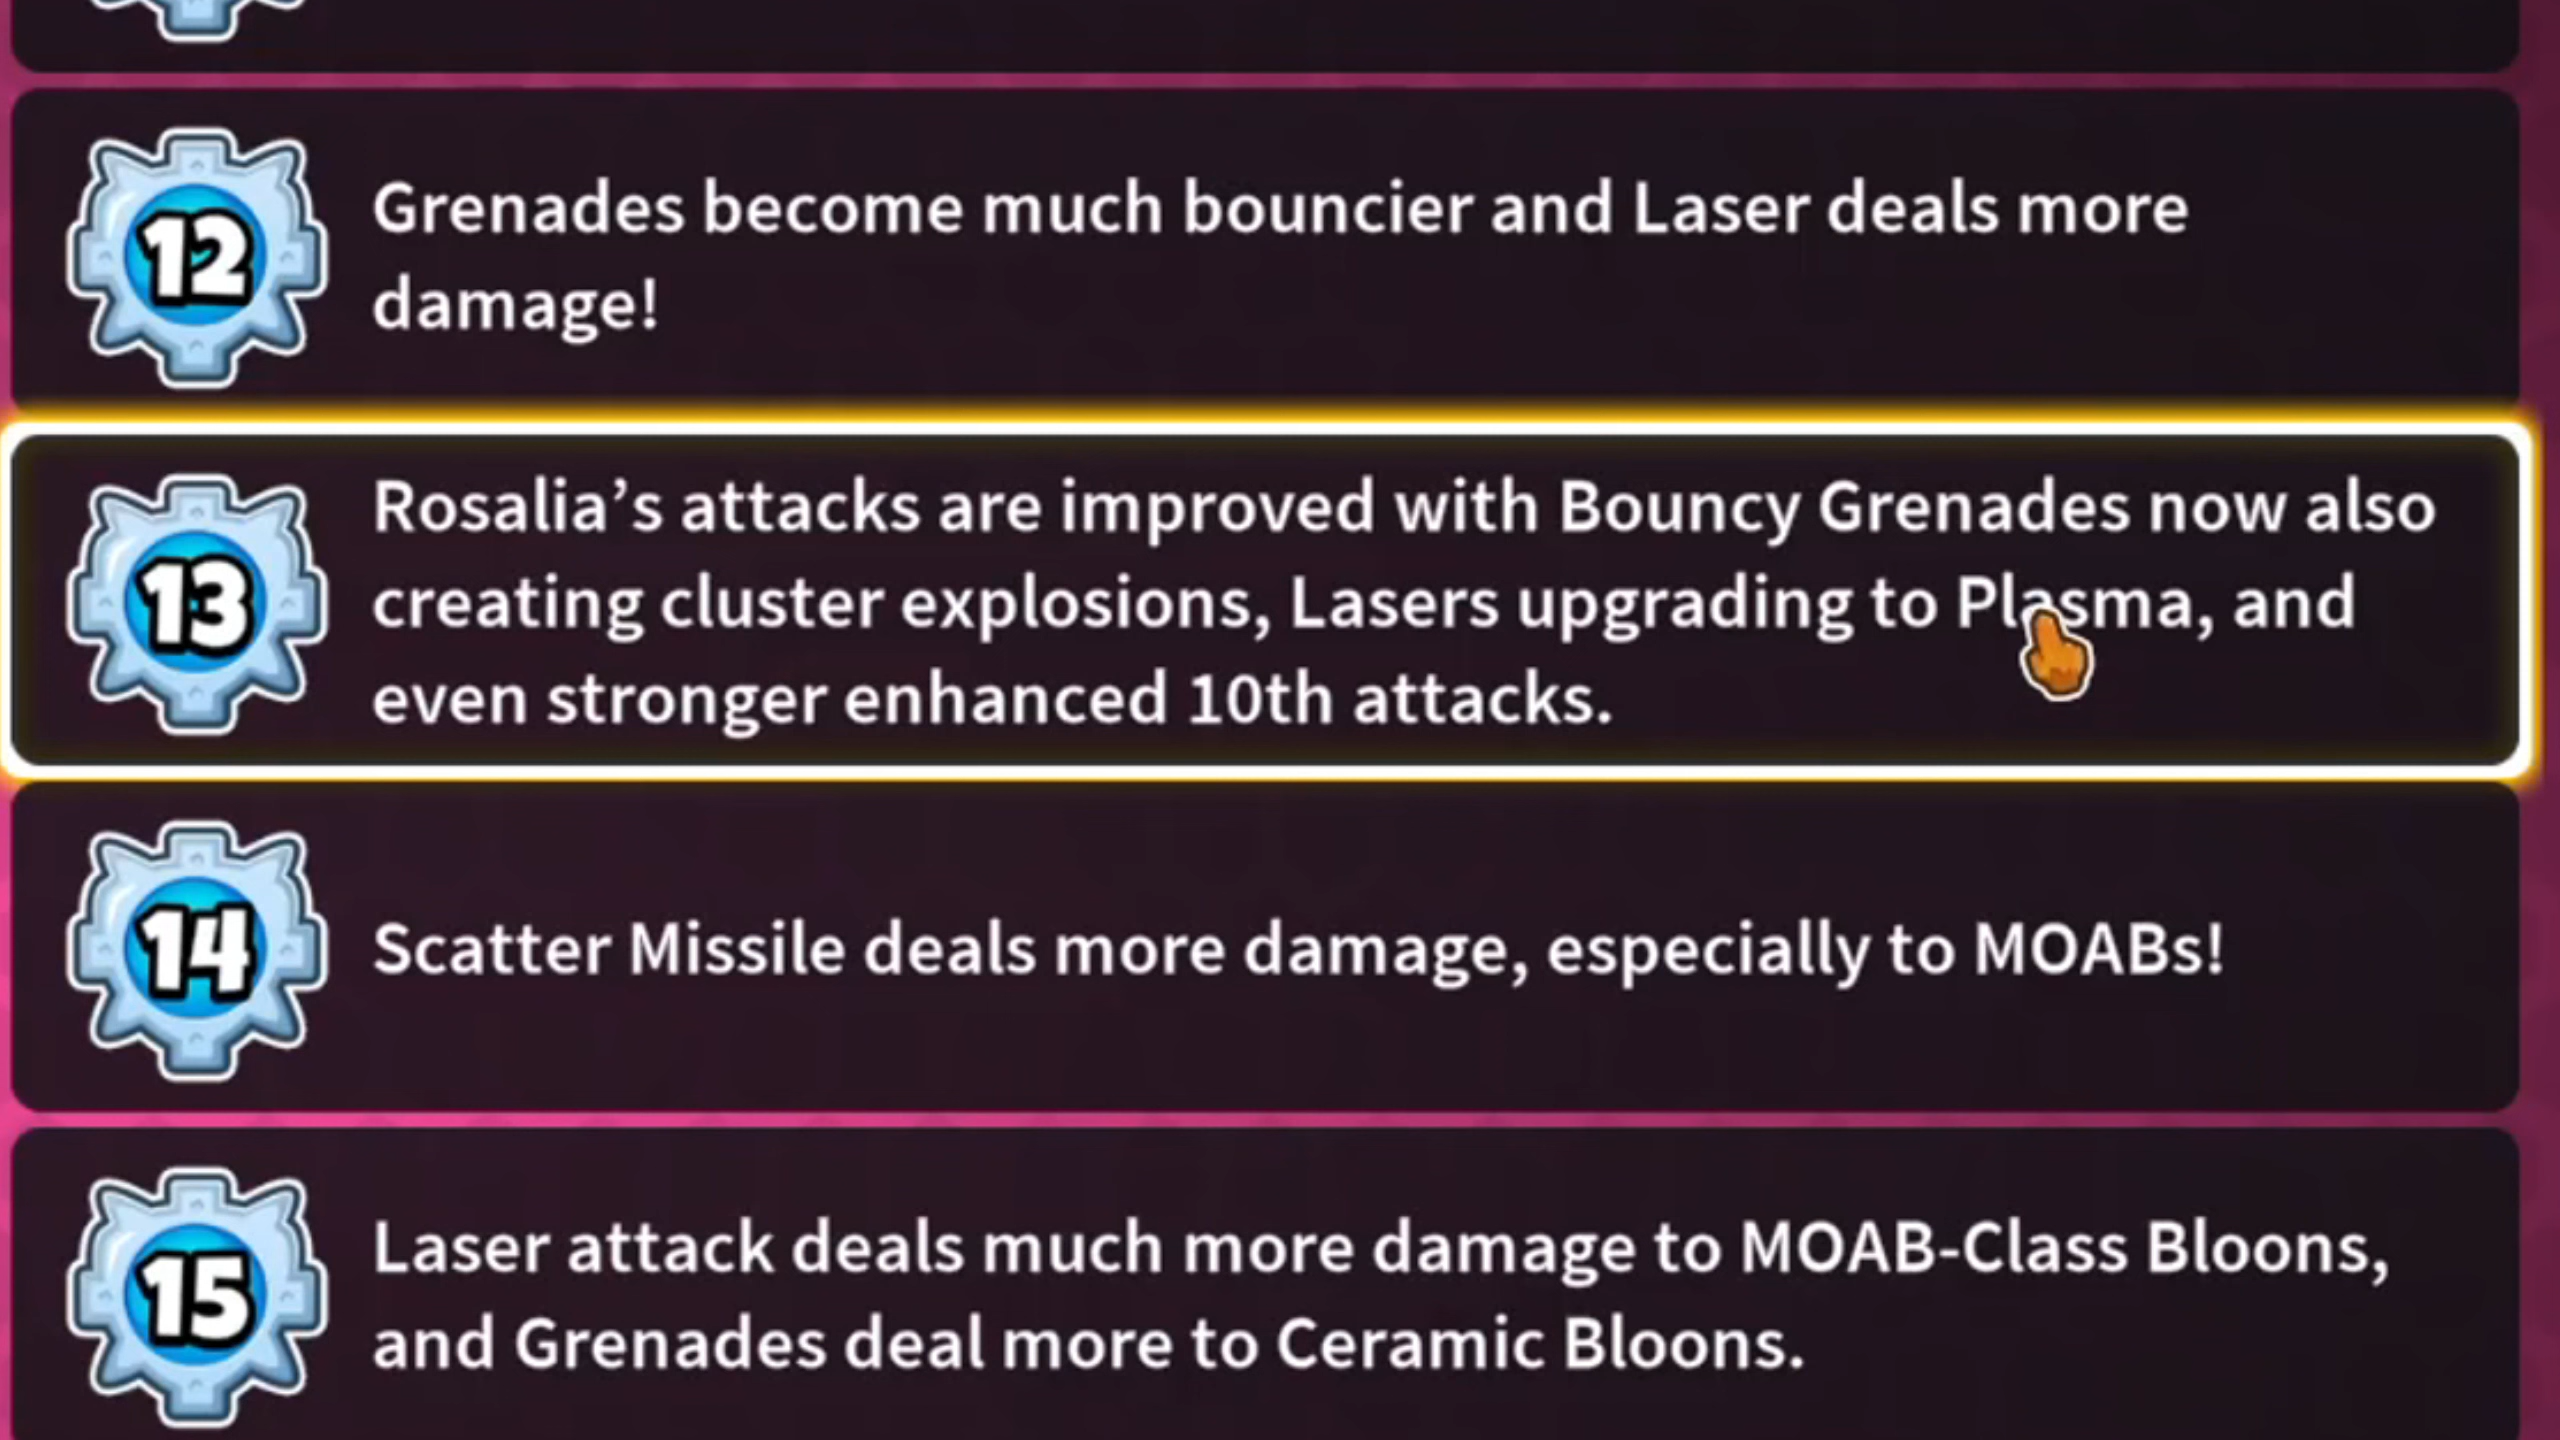 12
Grenades become much bouncier and Laser deals more
damage!
13
Rosalia’s attacks are improved with Bouncy Grenades now also
creating cluster explosions, Lasers upgrading to Plasma, and
even stronger enhanced 10th attacks.
14
Scatter Missile deals more damage, especially to MOABs!
15
Laser attack deals much more damage to MOAB-Class Bloons,
and Grenades deal more to Ceramic Bloons.